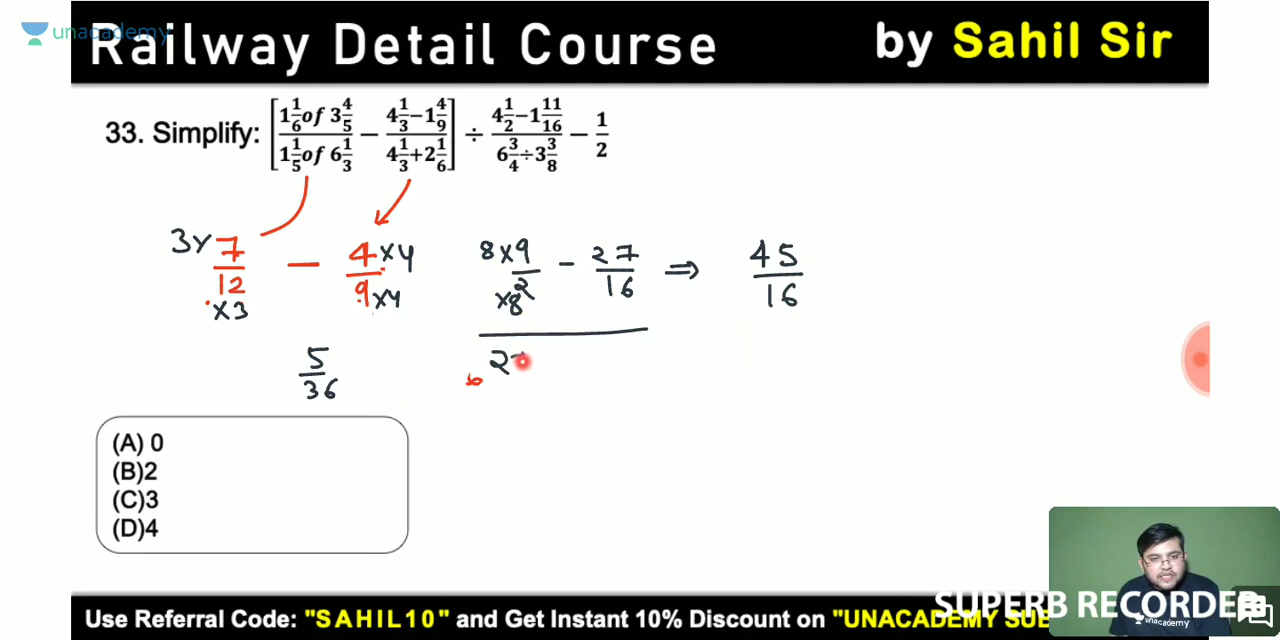 unacademy
Railway Detail Course by Sahil Sir
33. Simplify: [ (1 1/6 of 3 4/5)/(1 1/5 of 6 1/3) − (4 1/3 − 1 4/9)/(4 1/3 + 2 1/6) ] ÷ (4 1/2 − 1 11/16)/(6 3/4 ÷ 3 3/8) − 1/2
3× 7/12 ×3 − 4/9 ×4 ×4
8×9/2 ×8 − 27/16 ⇒ 45/16
5/36
(A) 0
(B)2
(C)3
(D)4
Use Referral Code: "SAHIL10" and Get Instant 10% Discount on "UNACADEMY SUB
SUPERB RECORDER
unacademy